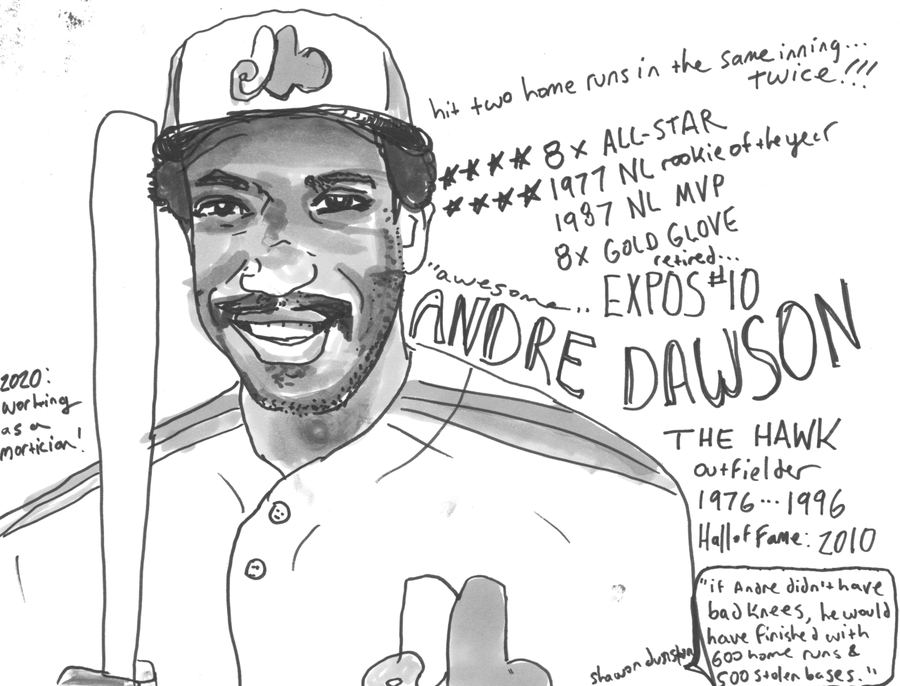 hit two home runs in the same inning...
twice!!!
8x ALL-STAR
1977 NL rookie of the year
1987 NL MVP
8x GOLD GLOVE
retired...
"awesome... EXPOS #10
ANDRE DAWSON
THE HAWK
outfielder
1976...1996
Hall of Fame: 2010
2020:
working
as a
mortician!
"if Andre didn't have
bad knees, he would
have finished with
600 home runs &
500 stolen bases."
shawon dunston